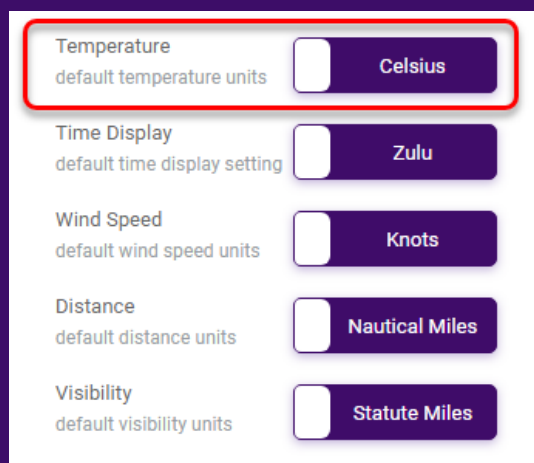 Temperature
default temperature units
Celsius
Time Display
default time display setting
Zulu
Wind Speed
default wind speed units
Knots
Distance
default distance units
Nautical Miles
Visibility
default visibility units
Statute Miles